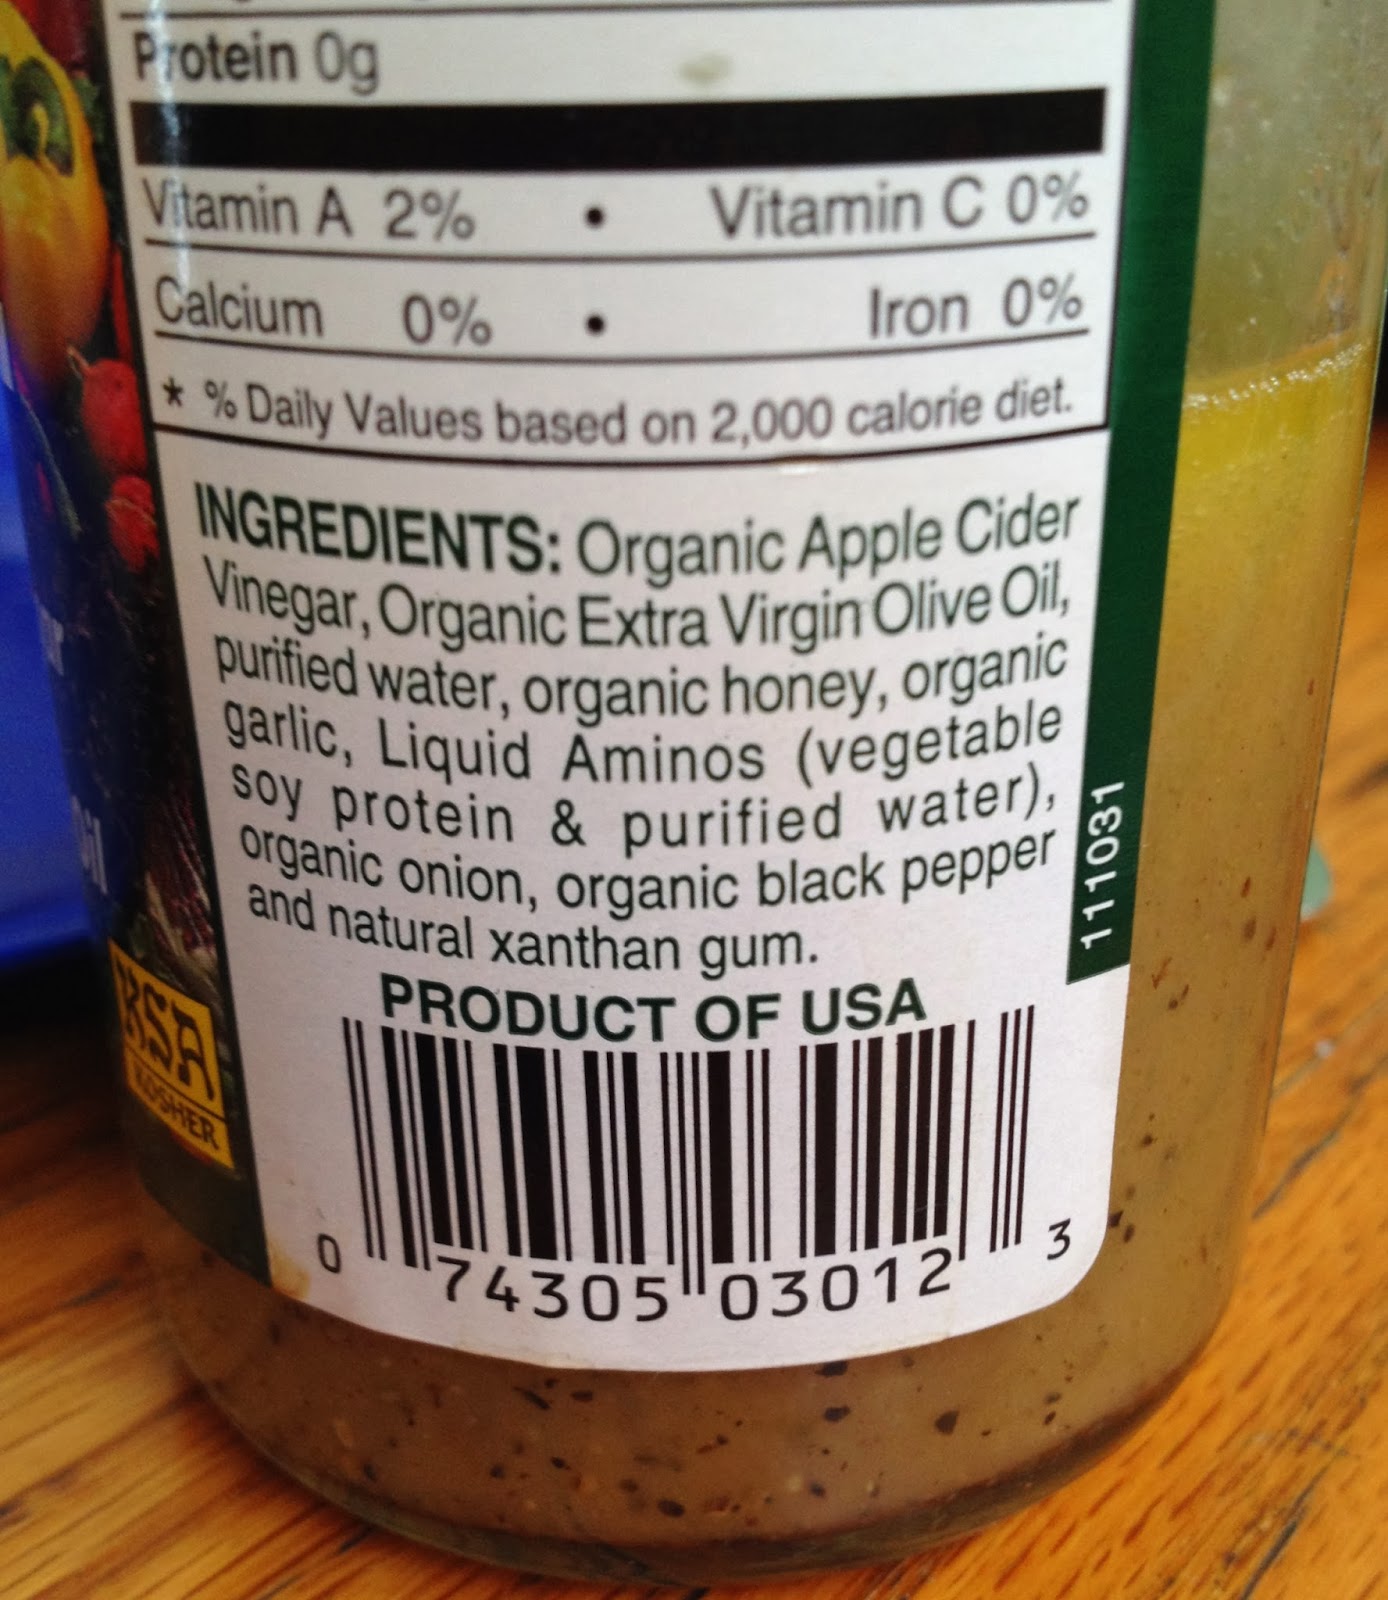 Protein 0g
Vitamin A 2% • Vitamin C 0%
Calcium 0% • Iron 0%
* % Daily Values based on 2,000 calorie diet.
INGREDIENTS: Organic Apple Cider
Vinegar, Organic Extra Virgin Olive Oil,
purified water, organic honey, organic
garlic, Liquid Aminos (vegetable
soy protein & purified water),
organic onion, organic black pepper
and natural xanthan gum.
PRODUCT OF USA
0 74305 03012 3
111031
KSA
KOSHER
Oil